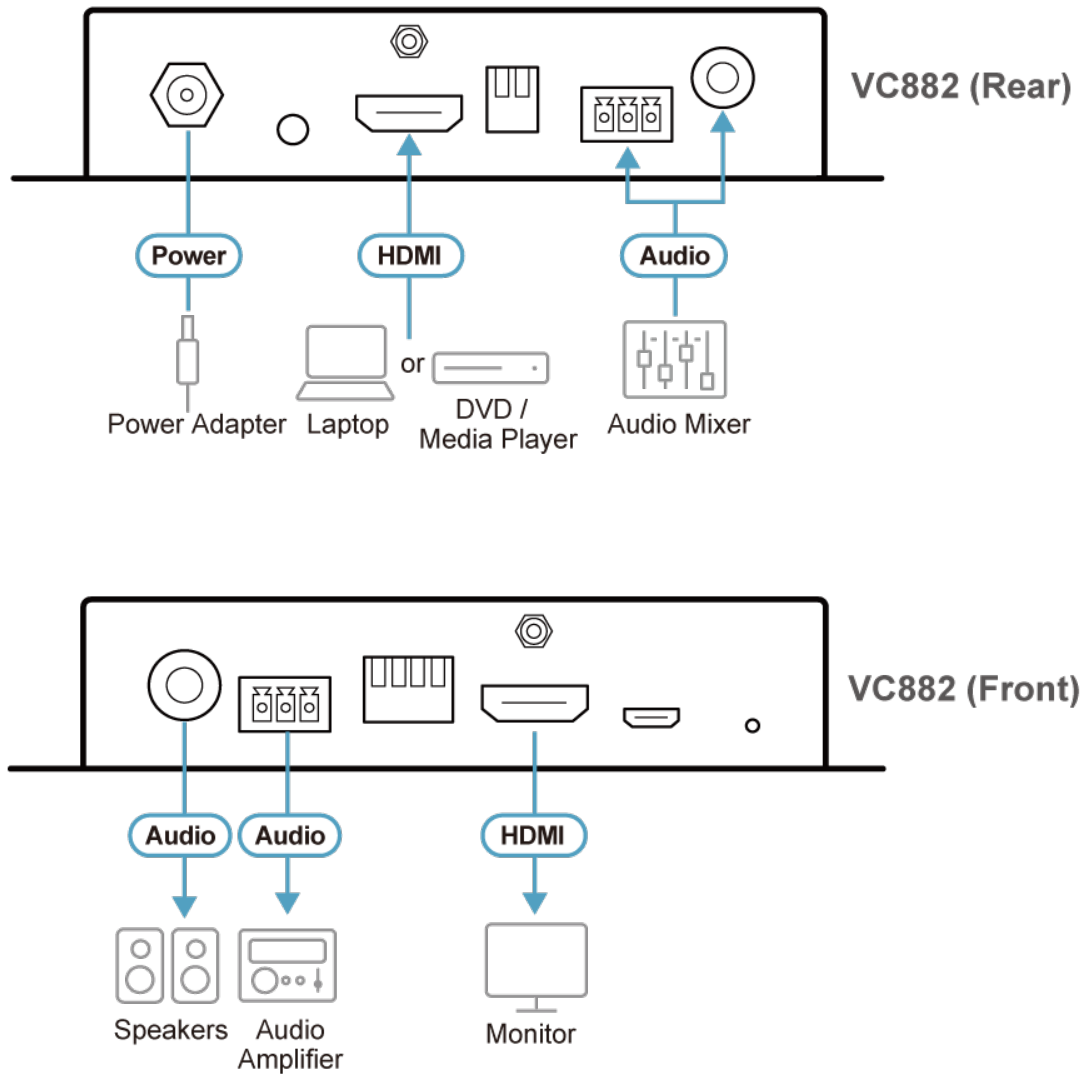 VC882 (Rear)
Power
HDMI
Audio
or
Power Adapter
Laptop
DVD /
Media Player
Audio Mixer
VC882 (Front)
Audio
Audio
HDMI
Speakers
Audio
Amplifier
Monitor